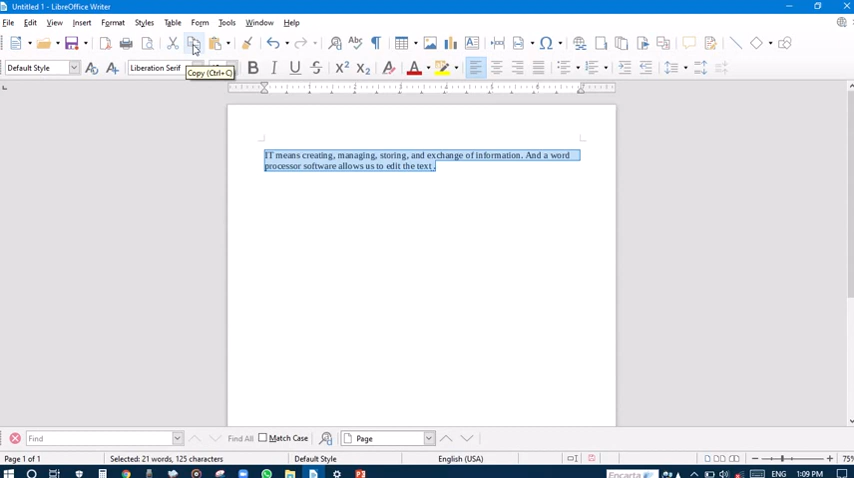 Untitled 1 - LibreOffice Writer
File Edit View Insert Format Styles Table Form Tools Window Help
Default Style Liberation Serif
Copy (Ctrl+C)
IT means creating, managing, storing, and exchange of information. And a word
processor software allows us to edit the text .
Find Find All Match Case Page
Page 1 of 1 Selected: 21 words, 125 characters Default Style English (USA) 75%
Encarta ENG 1:09 PM